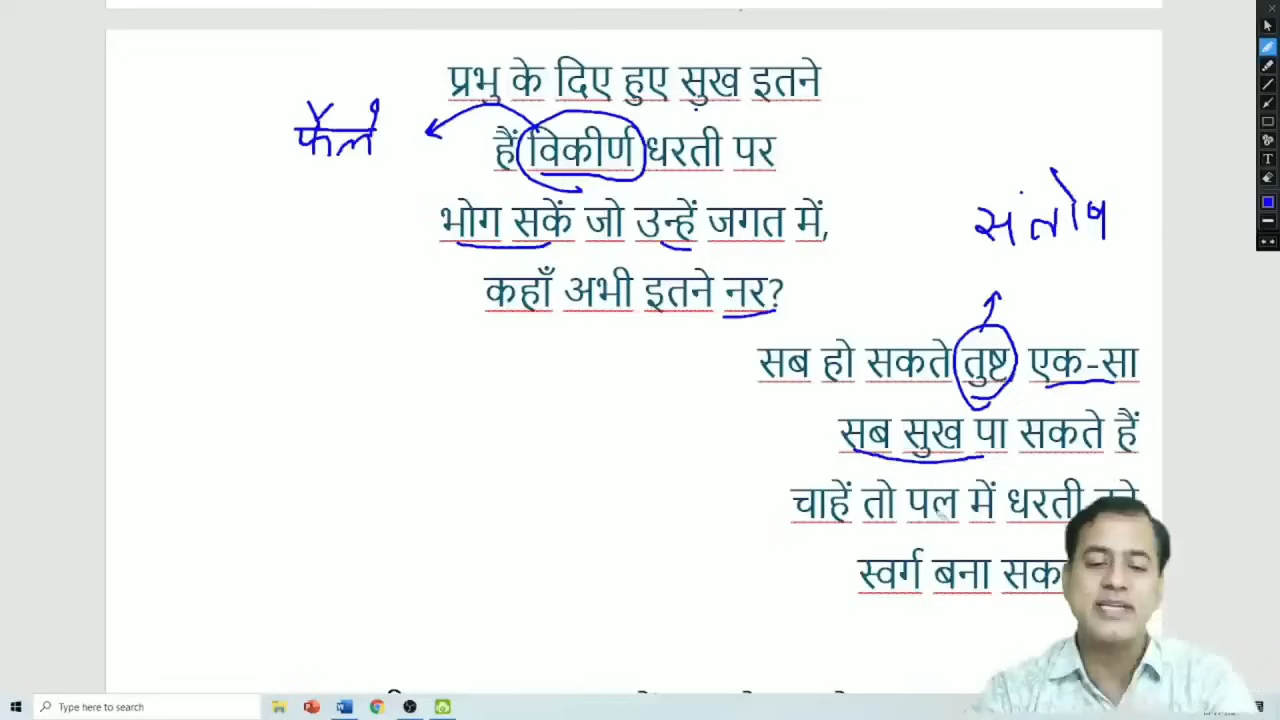 प्रभु के दिए हुए सुख इतने
फैले
हैं विकीर्ण धरती पर
भोग सकें जो उन्हें जगत में,
संतोष
कहाँ अभी इतने नर?
सब हो सकते तुष्ट एक-सा
सब सुख पा सकते हैं
चाहें तो पल में धरती
स्वर्ग बना सक
Type here to search